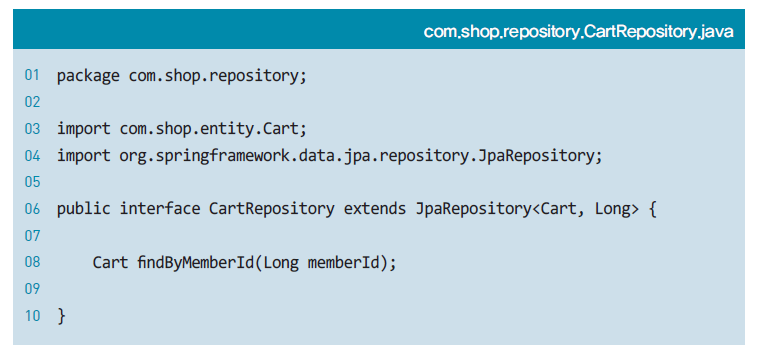 com.shop.repository.CartRepository.java
01 package com.shop.repository;
02
03 import com.shop.entity.Cart;
04 import org.springframework.data.jpa.repository.JpaRepository;
05
06 public interface CartRepository extends JpaRepository<Cart, Long> {
07
08     Cart findByMemberId(Long memberId);
09
10 }